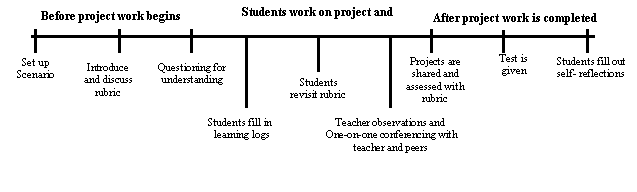 Before project work begins
Students work on project and
After project work is completed
Set up
Scenario
Introduce
and discuss
rubric
Questioning for
understanding
Students fill in
learning logs
Students
revisit rubric
Teacher observations and
One-on-one conferencing with
teacher and peers
Projects are
shared and
assessed with
rubric
Test is
given
Students fill out
self- reflections